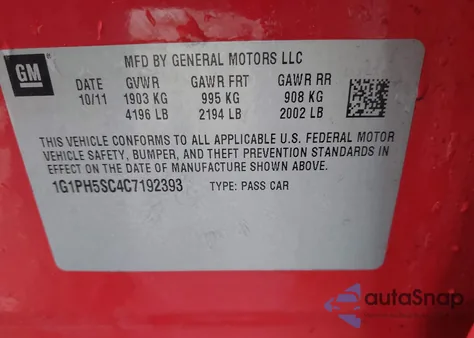 GM
MFD BY GENERAL MOTORS LLC
DATE GVWR GAWR FRT GAWR RR
10/11 1903 KG 995 KG 908 KG
4196 LB 2194 LB 2002 LB
THIS VEHICLE CONFORMS TO ALL APPLICABLE U.S. FEDERAL MOTOR
VEHICLE SAFETY, BUMPER, AND THEFT PREVENTION STANDARDS IN
EFFECT ON THE DATE OF MANUFACTURE SHOWN ABOVE.
1G1PH5SC4C7192393 TYPE: PASS CAR
autoSnap